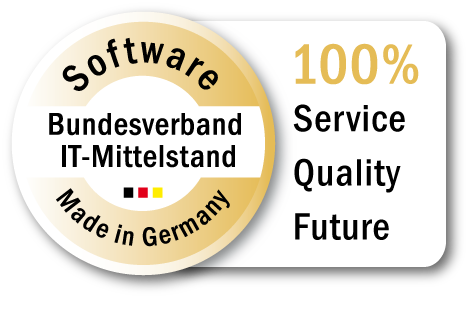 Software
Bundesverband
IT-Mittelstand
Made in Germany
100%
Service
Quality
Future